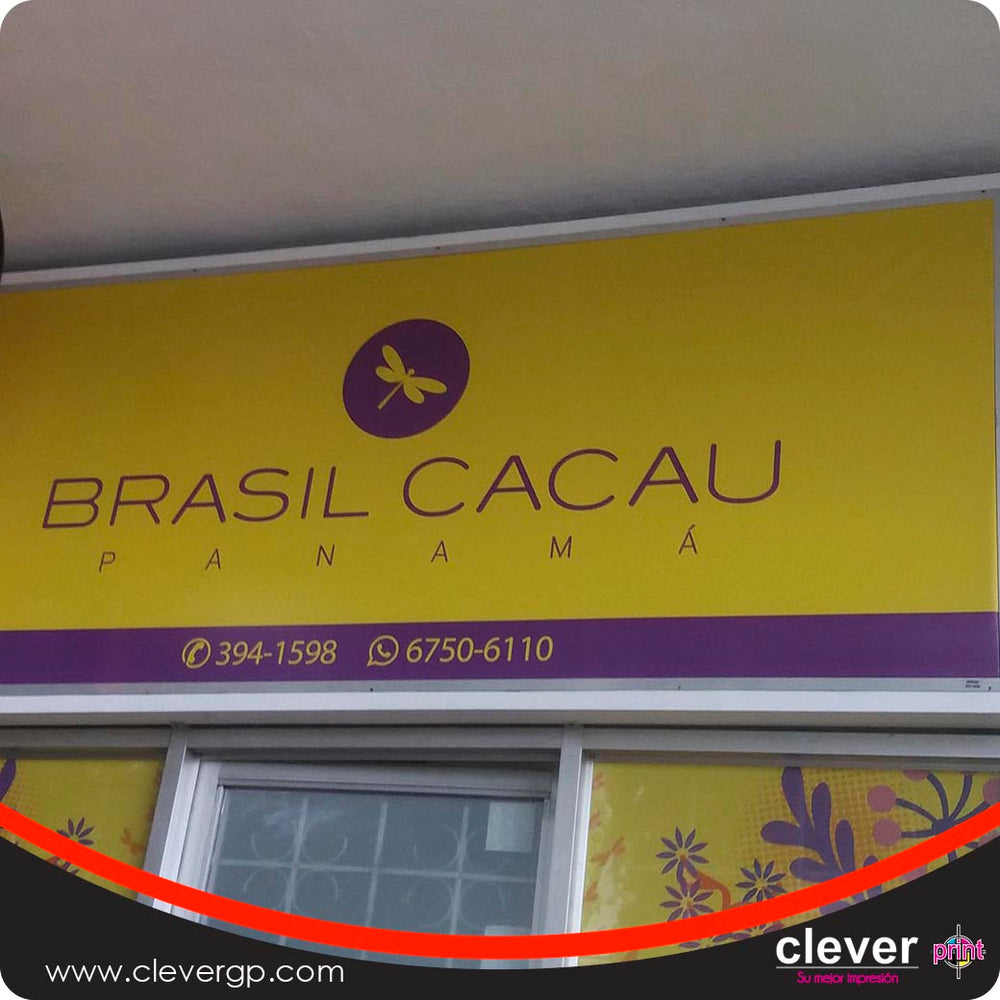 BRASIL CACAU
PANAMÁ
394-1598 6750-6110
www.clevergp.com
clever print
Su mejor impresión